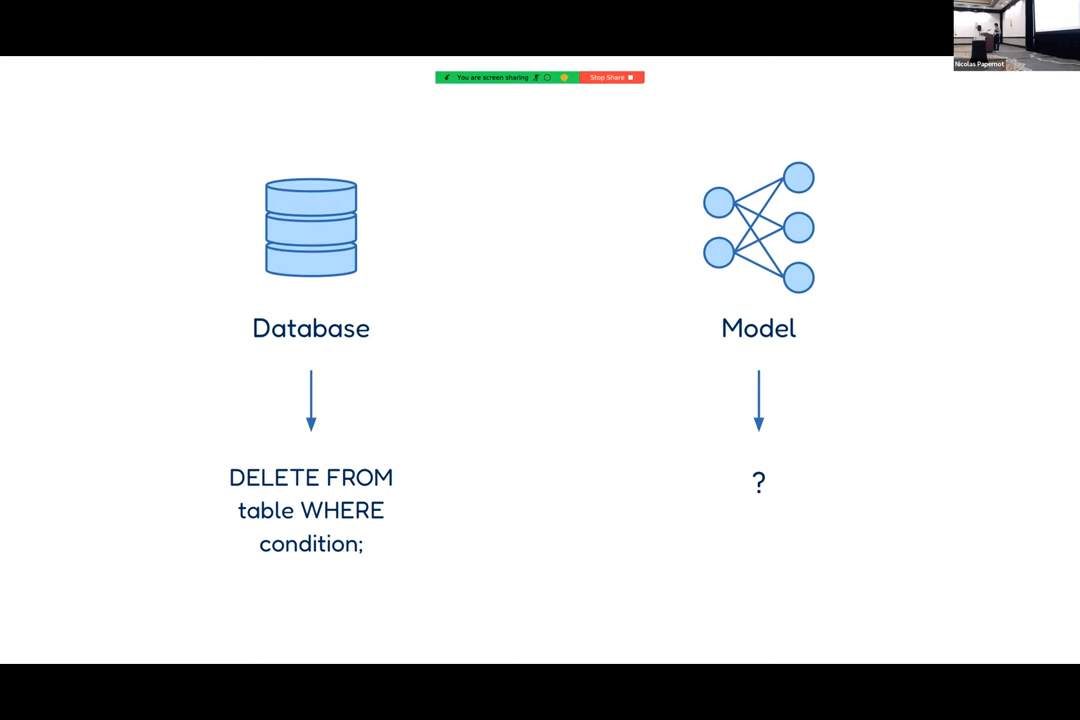 Nicolas Papernot
You are screen sharing
Stop Share
Database
Model
DELETE FROM
table WHERE
condition;
?